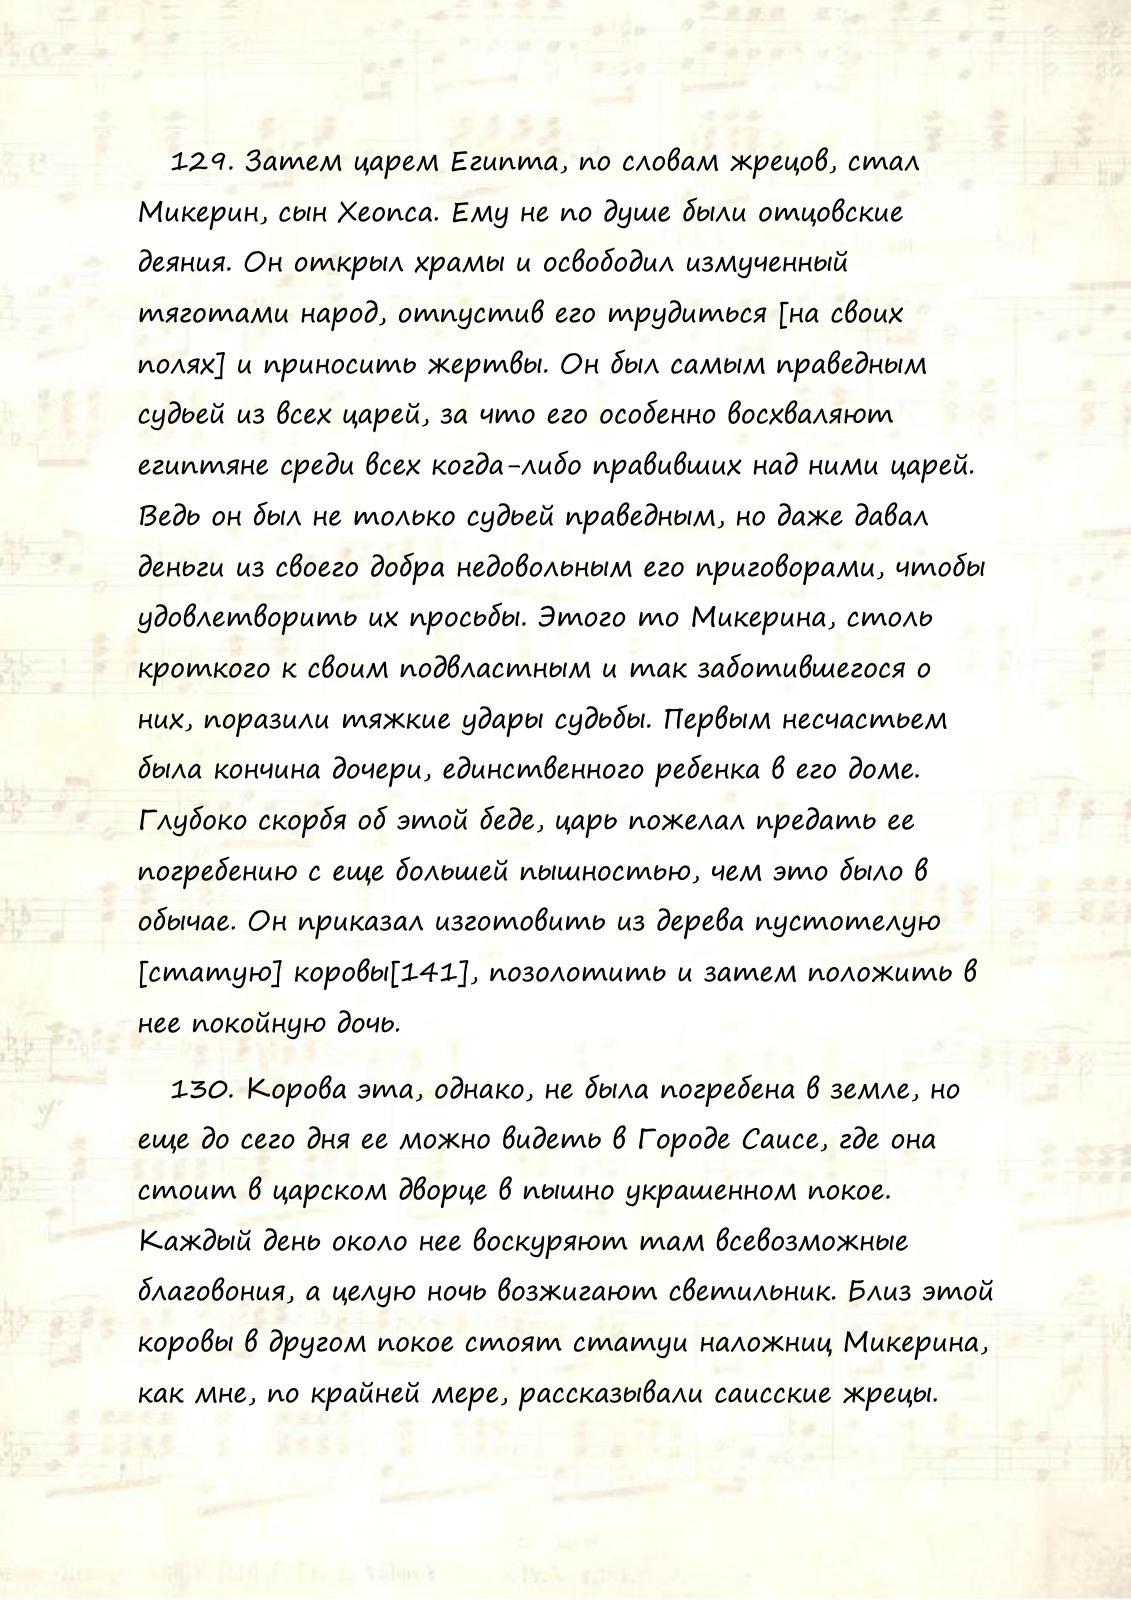 129. Затем царем Египта, по словам жрецов, стал
Микерин, сын Хеопса. Ему не по душе были отцовские
деяния. Он открыл храмы и освободил измученный
тяготами народ, отпустив его трудиться [на своих
полях] и приносить жертвы. Он был самым праведным
судьей из всех царей, за что его особенно восхваляют
египтяне среди всех когда-либо правивших над ними царей.
Ведь он был не только судьей праведным, но даже давал
деньги из своего добра недовольным его приговорами, чтобы
удовлетворить их просьбы. Этого то Микерина, столь
кроткого к своим подвластным и так заботившегося о
них, поразили тяжкие удары судьбы. Первым несчастьем
была кончина дочери, единственного ребенка в его доме.
Глубоко скорбя об этой беде, царь пожелал предать ее
погребению с еще большей пышностью, чем это было в
обычае. Он приказал изготовить из дерева пустотелую
[статую] коровы[141], позолотить и затем положить в
нее покойную дочь.
130. Корова эта, однако, не была погребена в земле, но
еще до сего дня ее можно видеть в Городе Саисе, где она
стоит в царском дворце в пышно украшенном покое.
Каждый день около нее воскуряют там всевозможные
благовония, а целую ночь возжигают светильник. Близ этой
коровы в другом покое стоят статуи наложниц Микерина,
как мне, по крайней мере, рассказывали саисские жрецы.